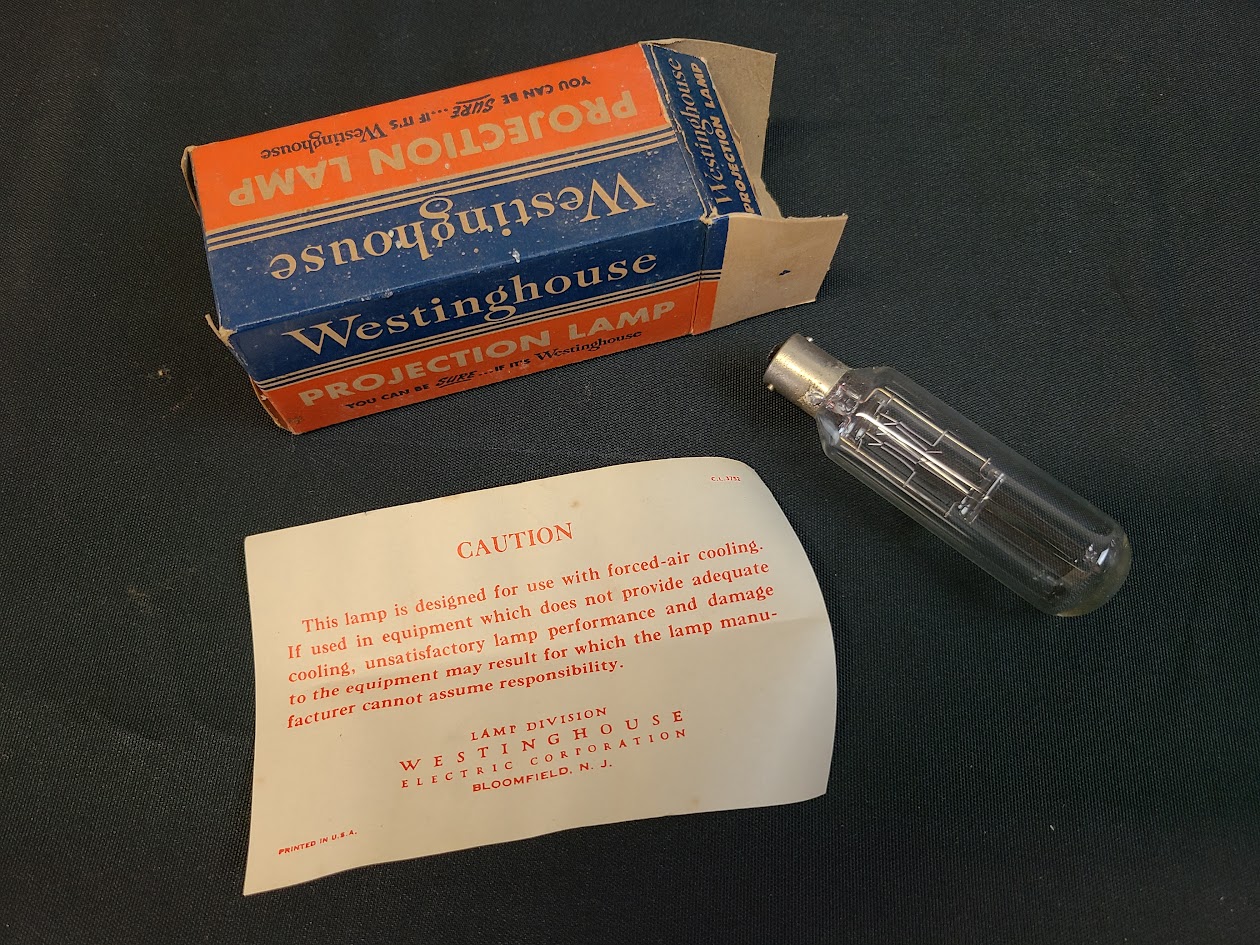 YOU CAN BE SURE...IF IT'S Westinghouse
PROJECTION LAMP
Westinghouse
Westinghouse
PROJECTION LAMP
Westinghouse
PROJECTION LAMP
YOU CAN BE SURE...IF IT'S Westinghouse
C.L.3752
CAUTION
This lamp is designed for use with forced-air cooling.
If used in equipment which does not provide adequate
cooling, unsatisfactory lamp performance and damage
to the equipment may result for which the lamp manu-
facturer cannot assume responsibility.
LAMP DIVISION
WESTINGHOUSE
ELECTRIC CORPORATION
BLOOMFIELD, N. J.
PRINTED IN U.S.A.